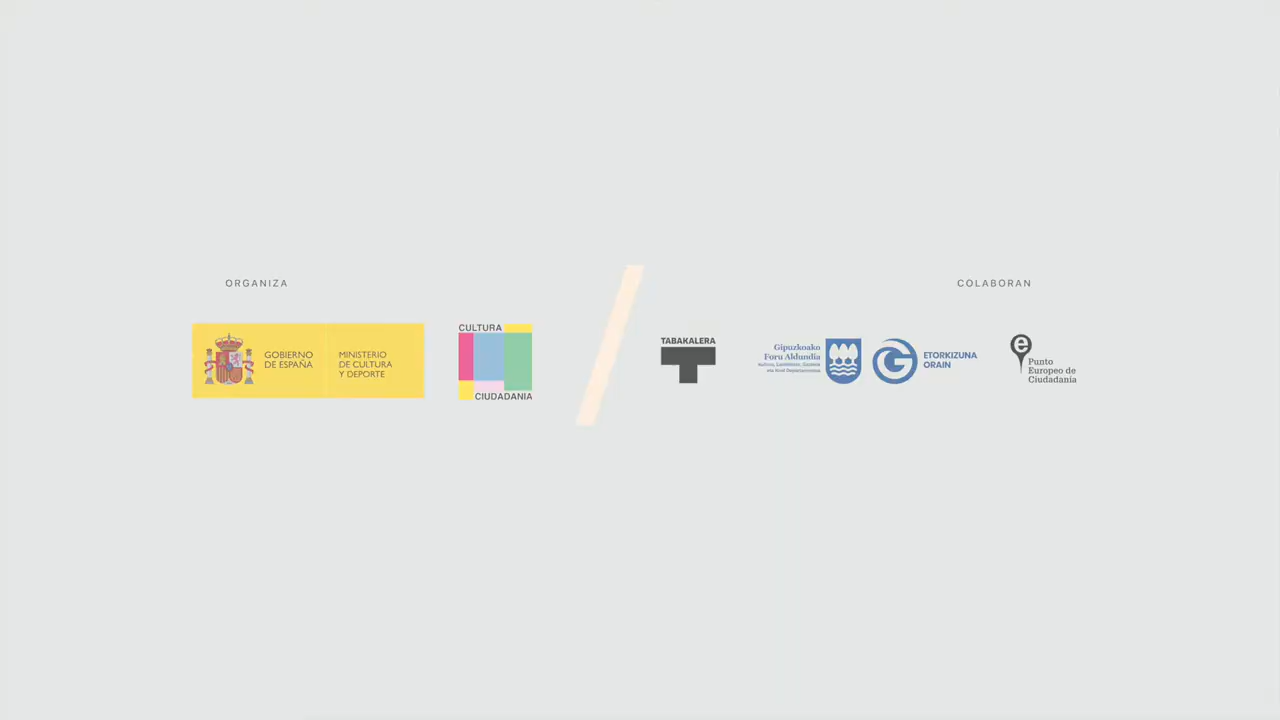 ORGANIZA
COLABORAN
GOBIERNO
DE ESPAÑA
MINISTERIO
DE CULTURA
Y DEPORTE
CULTURA
CIUDADANIA
TABAKALERA
Gipuzkoako
Foru Aldundia
ETORKIZUNA
ORAIN
e
Punto
Europeo de
Ciudadanía